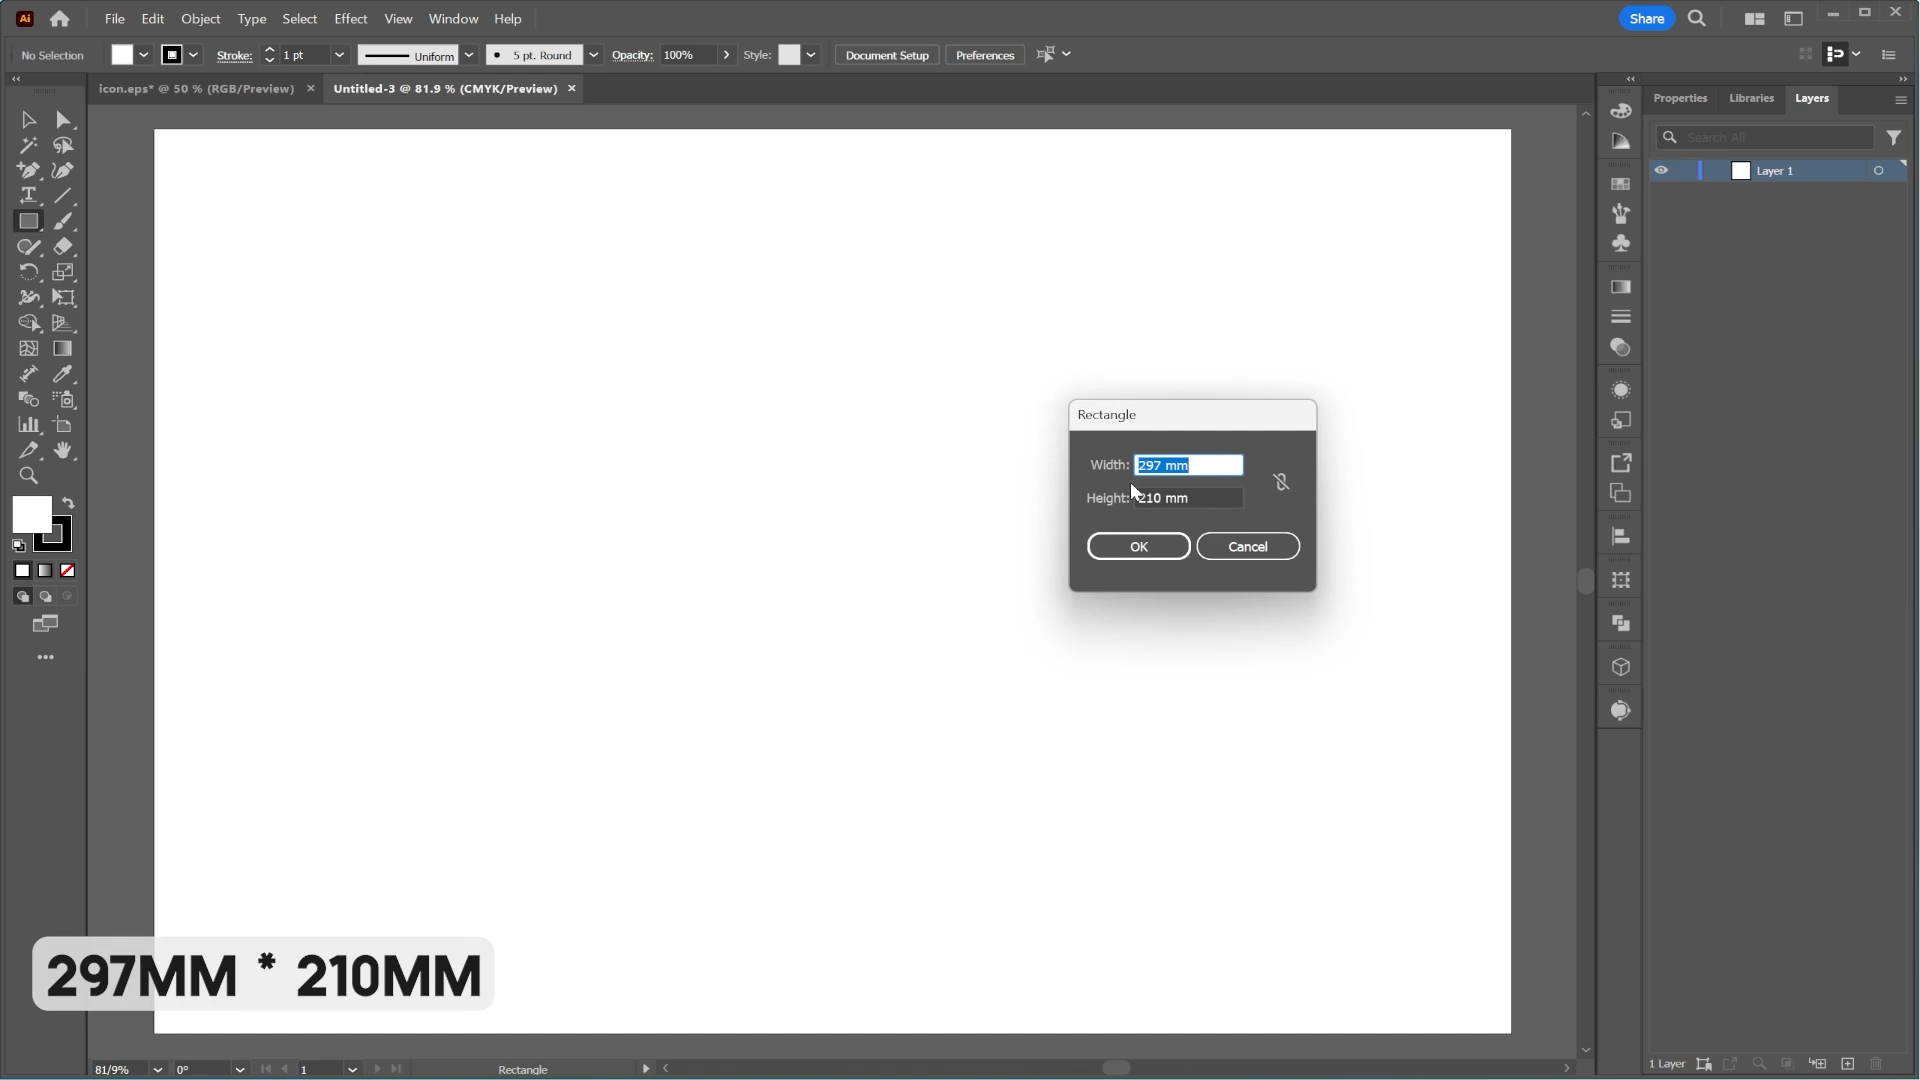 Ai File Edit Object Type Select Effect View Window Help Share
No Selection Stroke: 1 pt Uniform 5 pt. Round Opacity: 100% Style: Document Setup Preferences
icon.eps* @ 50 % (RGB/Preview) Untitled-3 @ 81.9 % (CMYK/Preview)
Properties Libraries Layers
Search All
Layer 1
Rectangle
Width: 297 mm
Height: 210 mm
OK Cancel
297MM * 210MM
81/9% 0° 1 Rectangle
1 Layer